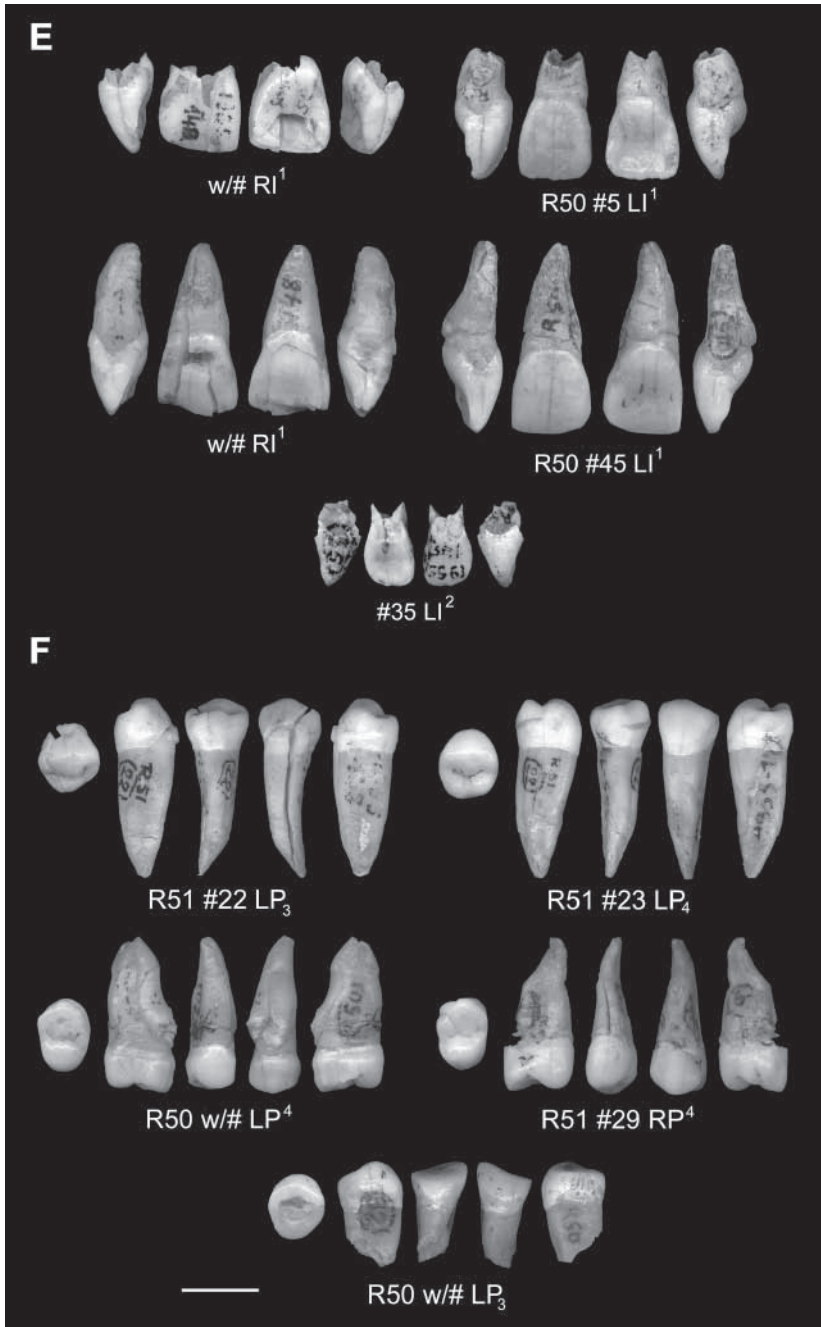 E
w/# RI¹
R50 #5 LI¹
w/# RI¹
R50 #45 LI¹
#35 LI²
F
R51 #22 LP₃
R51 #23 LP₄
R50 w/# LP⁴
R51 #29 RP⁴
R50 w/# LP₃